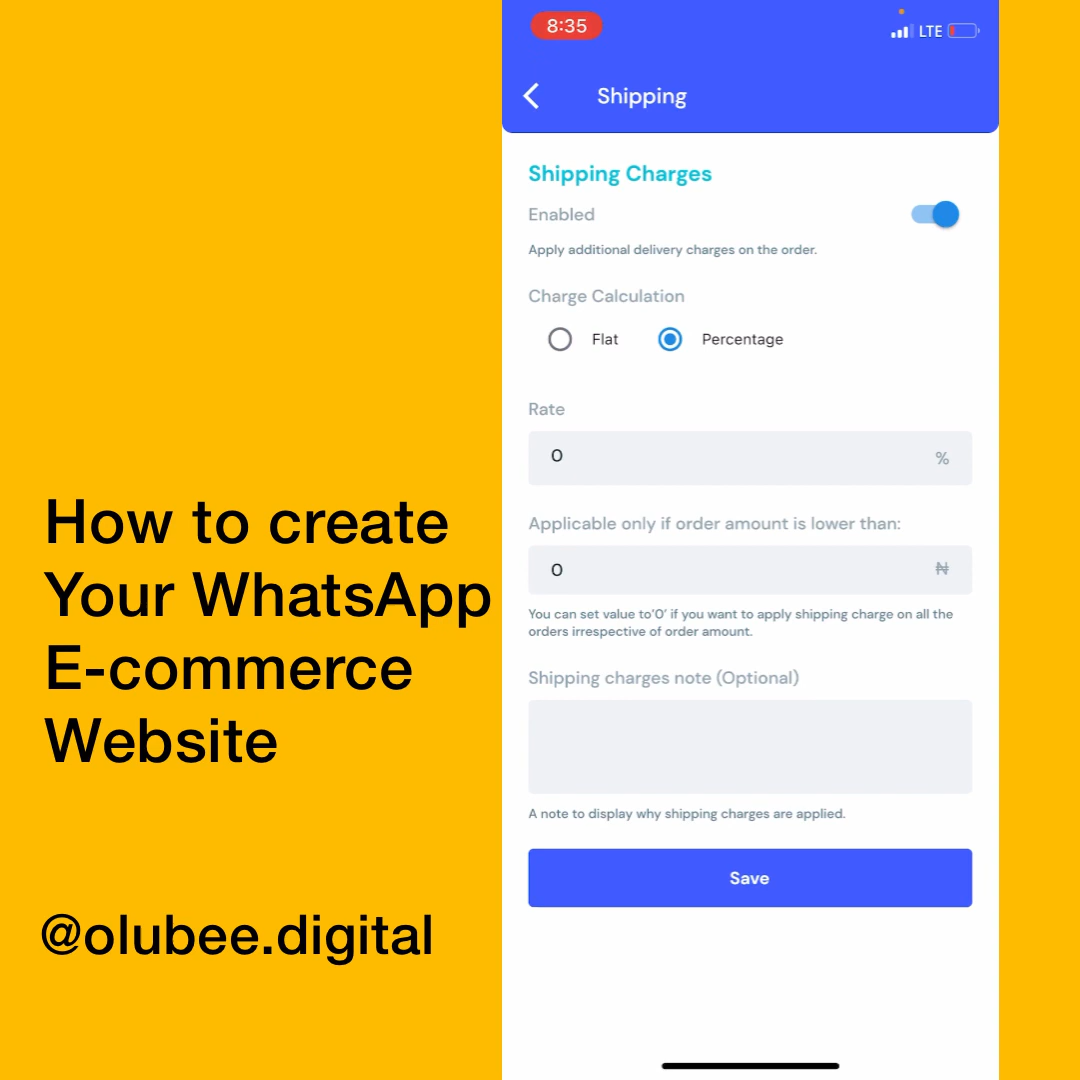 How to create
Your WhatsApp
E-commerce
Website
@olubee.digital
8:35
LTE
Shipping
Shipping Charges
Enabled
Apply additional delivery charges on the order.
Charge Calculation
Flat
Percentage
Rate
0
%
Applicable only if order amount is lower than:
0
₦
You can set value to'0' if you want to apply shipping charge on all the
orders irrespective of order amount.
Shipping charges note (Optional)
A note to display why shipping charges are applied.
Save